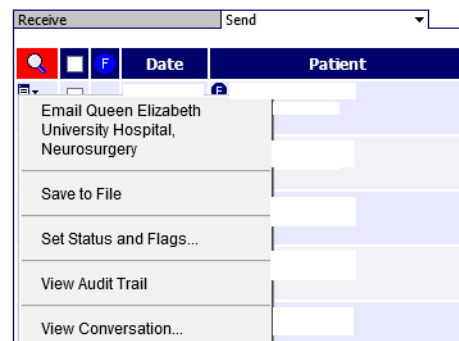 Receive Send
F Date Patient
F
Email Queen Elizabeth
University Hospital,
Neurosurgery
Save to File
Set Status and Flags...
View Audit Trail
View Conversation...